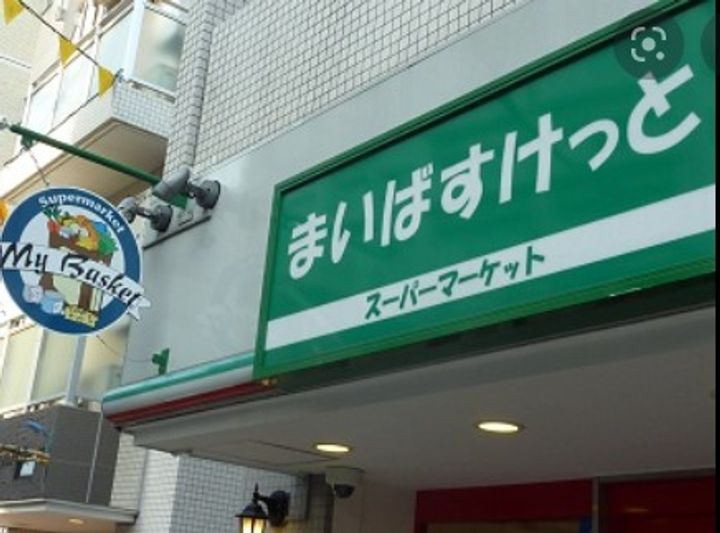 Supermarket
My Basket
まいばすけっと
スーパーマーケット